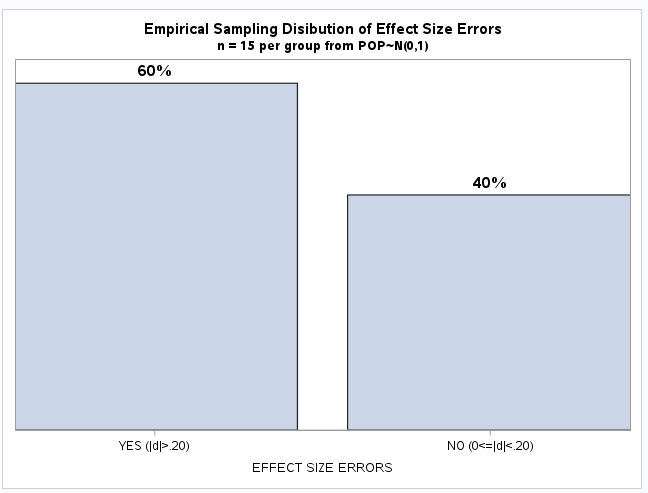 Empirical Sampling Disibution of Effect Size Errors
n = 15 per group from POP~N(0,1)
60%
40%
YES (|d|>.20)
NO (0<=|d|<.20)
EFFECT SIZE ERRORS